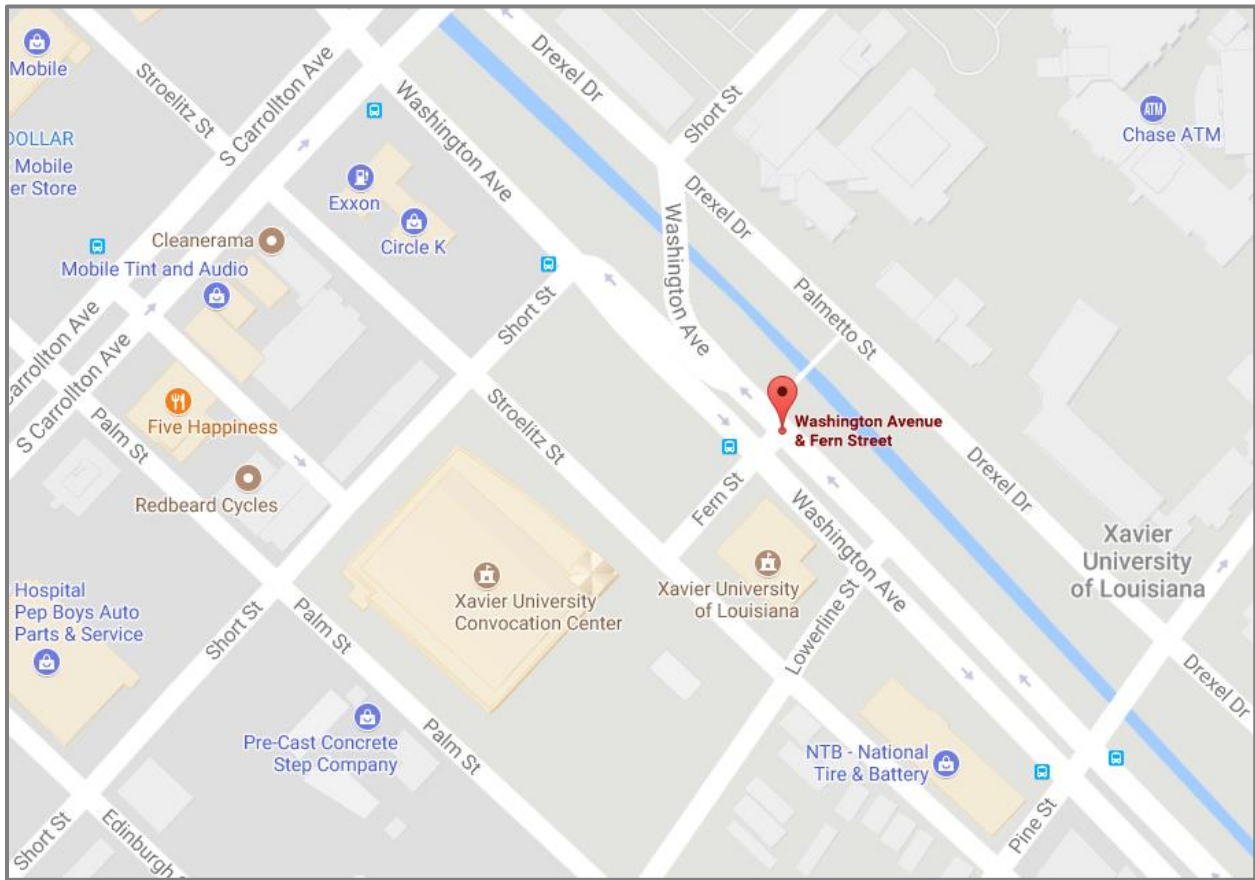 Mobile
DOLLAR
Mobile
er Store
Stroelitz St
S Carrollton Ave
Washington Ave
Drexel Dr
Short St
ATM
Chase ATM
Exxon
Circle K
Cleanerama
Mobile Tint and Audio
Short St
Washington Ave
Drexel Dr
Palmetto St
Carrollton Ave
S Carrollton Ave
Five Happiness
Palm St
Redbeard Cycles
Stroelitz St
Washington Avenue
& Fern Street
Fern St
Washington Ave
Drexel Dr
Xavier
University
of Louisiana
Xavier University
Convocation Center
Xavier University
of Louisiana
Lowerline St
Hospital
Pep Boys Auto
Parts & Service
Short St
Palm St
Palm St
Pre-Cast Concrete
Step Company
NTB - National
Tire & Battery
Drexel Dr
Pine St
Short St
Edinburgh